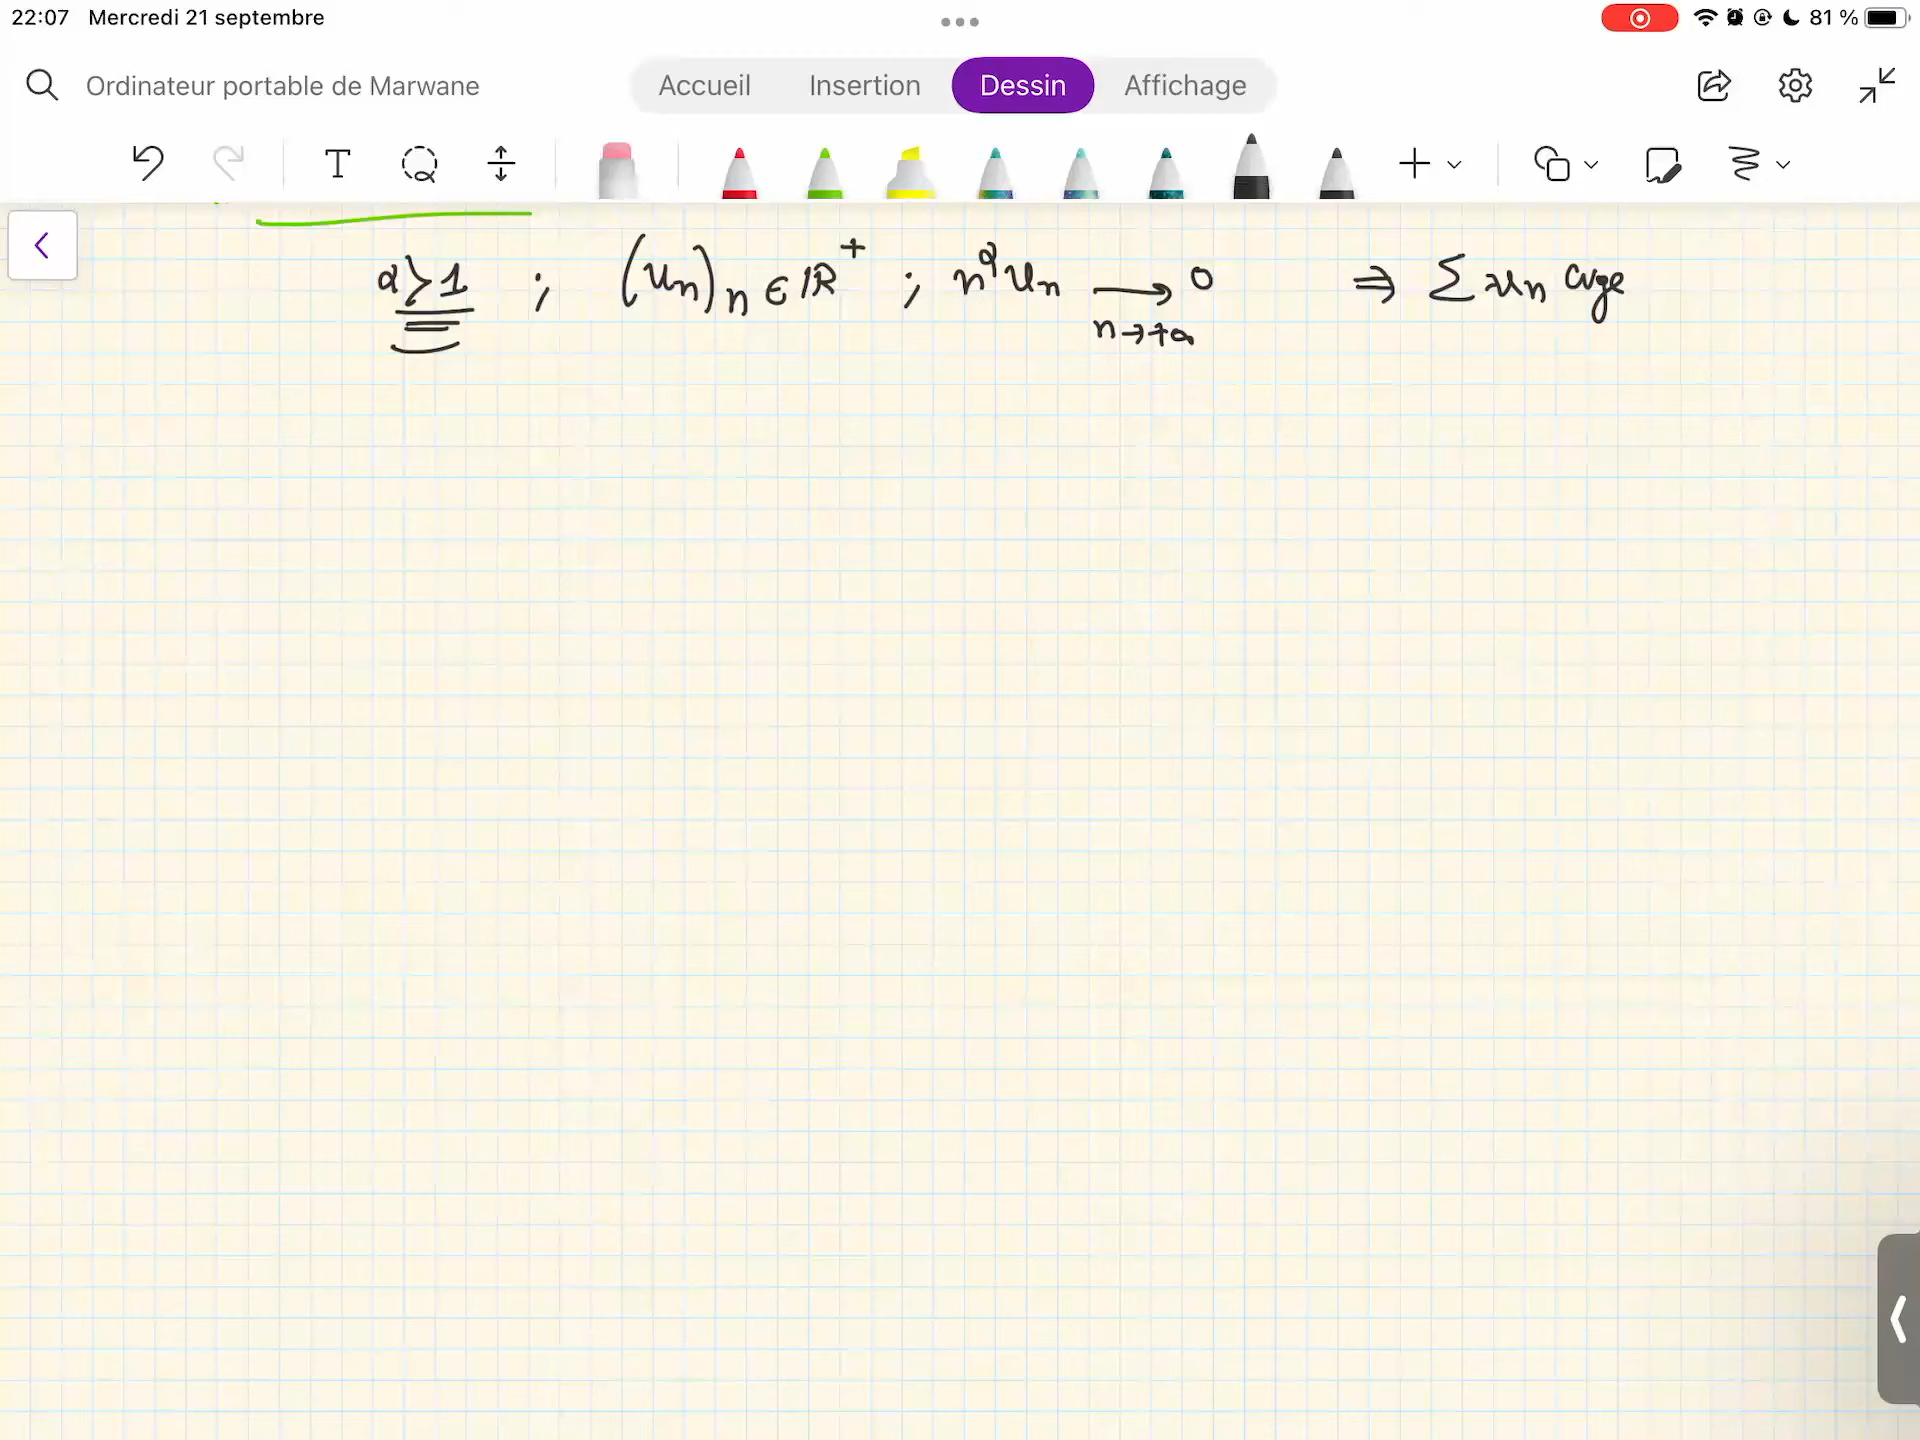 22:07 Mercredi 21 septembre 81 %
Ordinateur portable de Marwane Accueil Insertion Dessin Affichage
T
α>1 ; (un)n ∈ ℝ⁺ ; n^α un ⟶ 0 ⇒ Σ un cvge
n→+∞